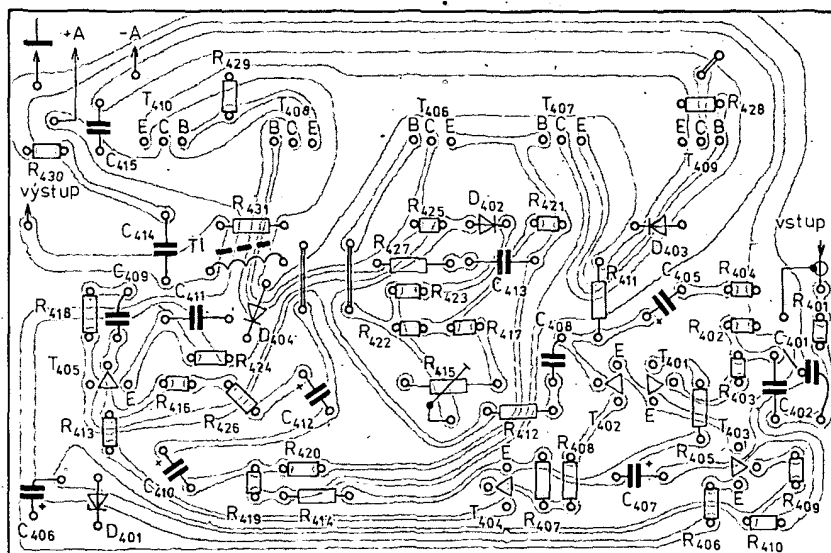 +A
-A
R429
T410
T408
T406
T407
R428
E C B
B C E
B C E
B C E
E C B
T409
C415
R430
výstup
R431
C414
Tl
R425
D402
R421
D403
vstup
R427
R411
C405
R404
R401
C409
C411
R418
R423
C413
D404
R422
R417
C408
R402
C401
T405
R424
R415
E
T401
R403
C402
E
R416
R426
C412
R412
T402
E
T403
R413
R420
E
R408
R405
C410
C407
E
R409
R419
R414
T404
R407
R406
R410
C406
D401